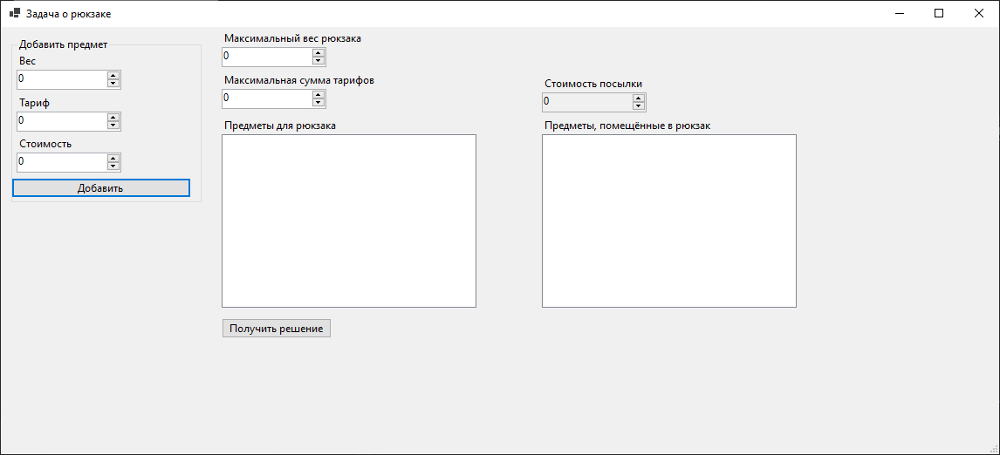 Задача о рюкзаке
Добавить предмет
Вес
0
Тариф
0
Стоимость
0
Добавить
Максимальный вес рюкзака
0
Максимальная сумма тарифов
0
Предметы для рюкзака
Получить решение
Стоимость посылки
0
Предметы, помещённые в рюкзак